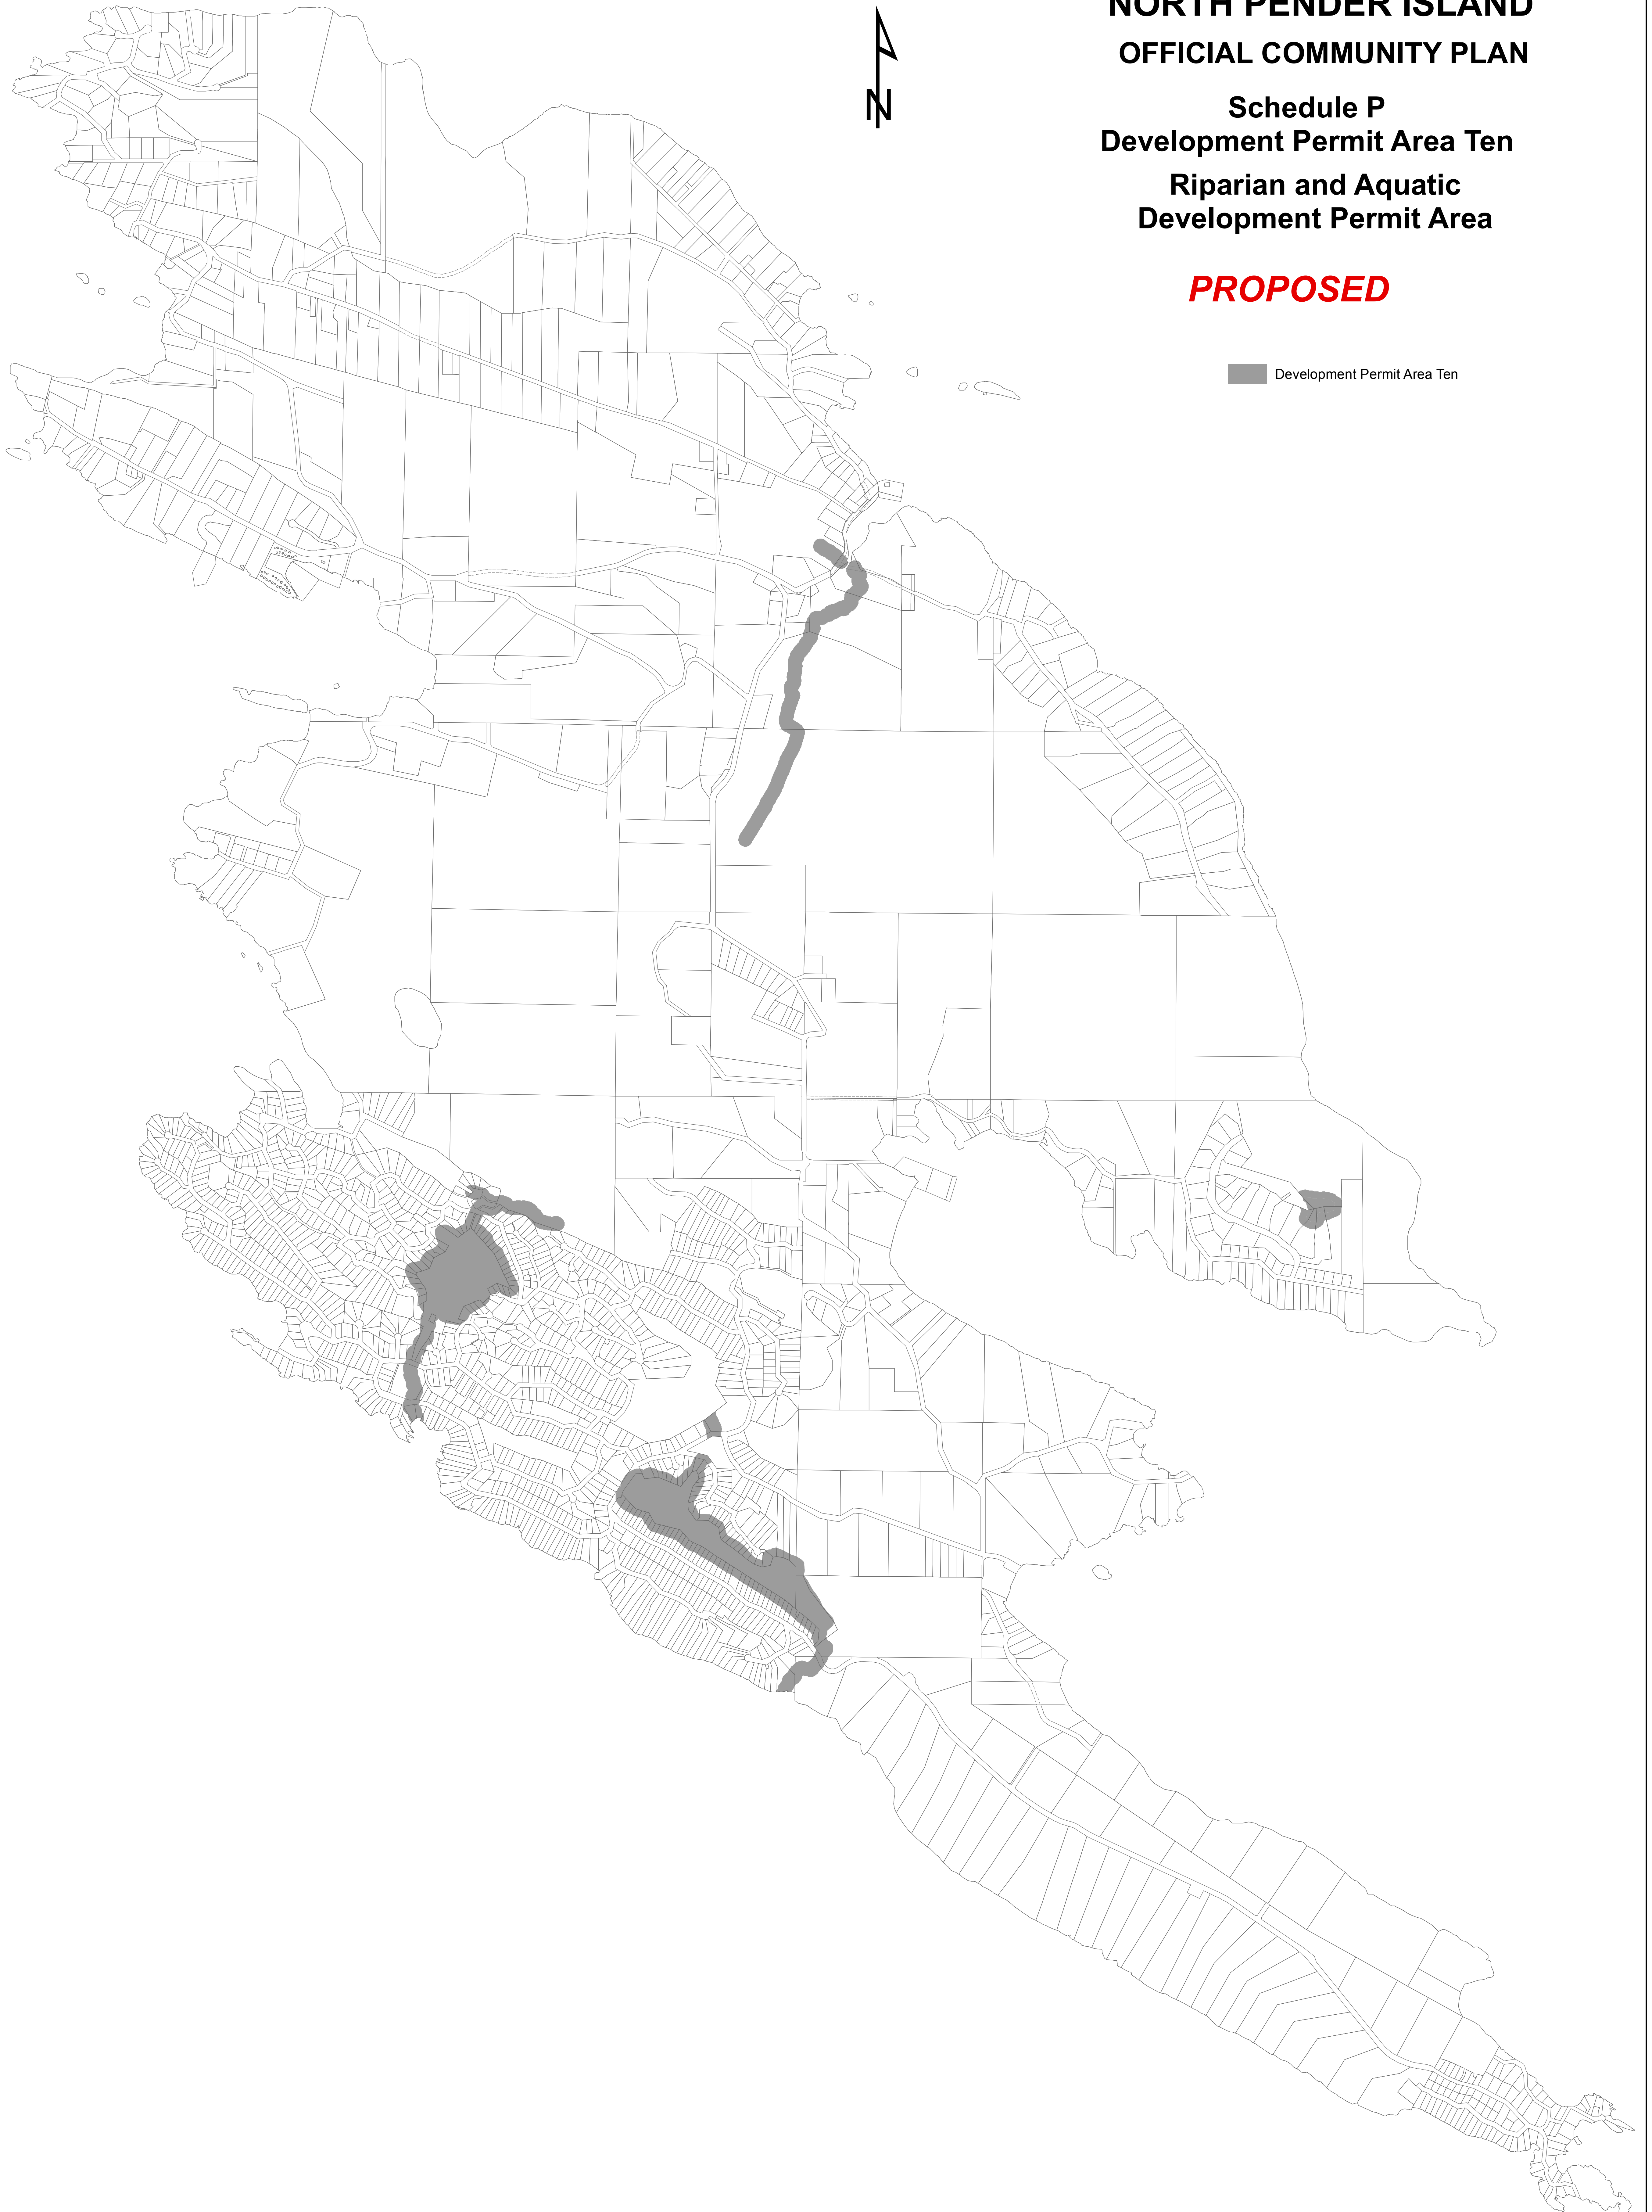 NORTH PENDER ISLAND
OFFICIAL COMMUNITY PLAN
Schedule P
Development Permit Area Ten
Riparian and Aquatic
Development Permit Area
PROPOSED
Development Permit Area Ten
N